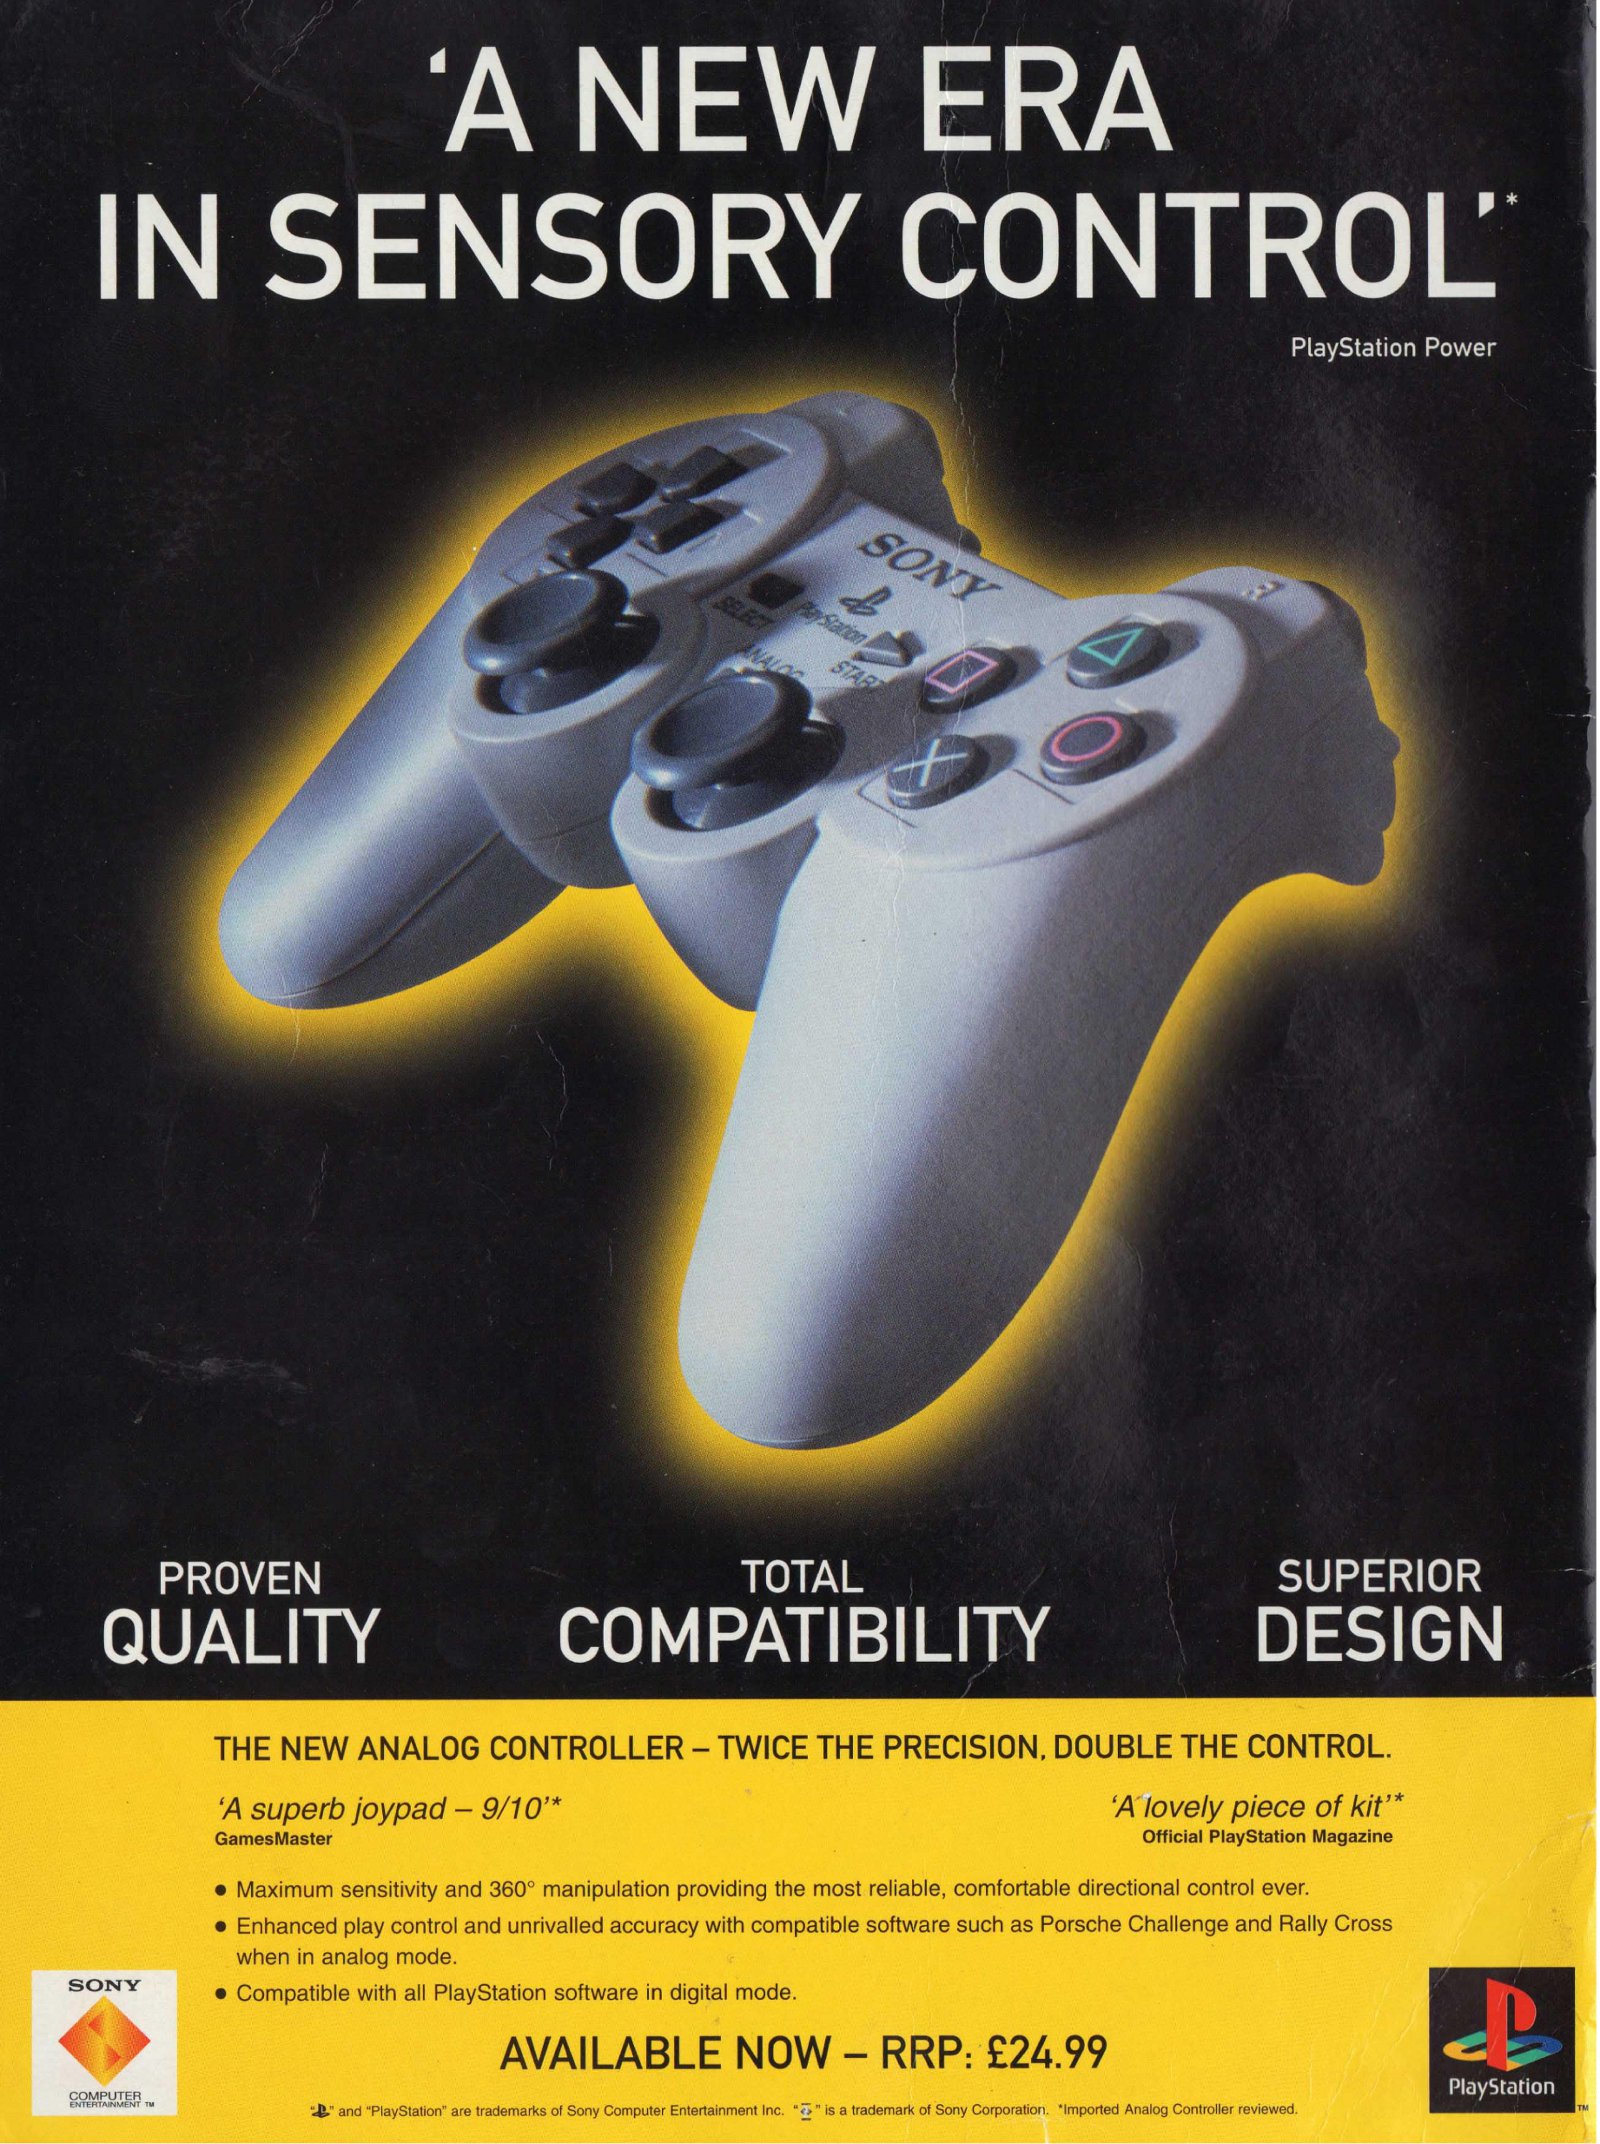 ‘A NEW ERA
IN SENSORY CONTROL’*
PlayStation Power
SONY
PlayStation
SELECT
START
ANALOG
PROVEN
QUALITY
TOTAL
COMPATIBILITY
SUPERIOR
DESIGN
THE NEW ANALOG CONTROLLER – TWICE THE PRECISION, DOUBLE THE CONTROL.
‘A superb joypad – 9/10’*
GamesMaster
‘A lovely piece of kit’*
Official PlayStation Magazine
• Maximum sensitivity and 360° manipulation providing the most reliable, comfortable directional control ever.
• Enhanced play control and unrivalled accuracy with compatible software such as Porsche Challenge and Rally Cross
when in analog mode.
• Compatible with all PlayStation software in digital mode.
SONY
COMPUTER
ENTERTAINMENT TM
AVAILABLE NOW – RRP: £24.99
PlayStation
TM
“ ” and “PlayStation” are trademarks of Sony Computer Entertainment Inc. “ ” is a trademark of Sony Corporation. *Imported Analog Controller reviewed.